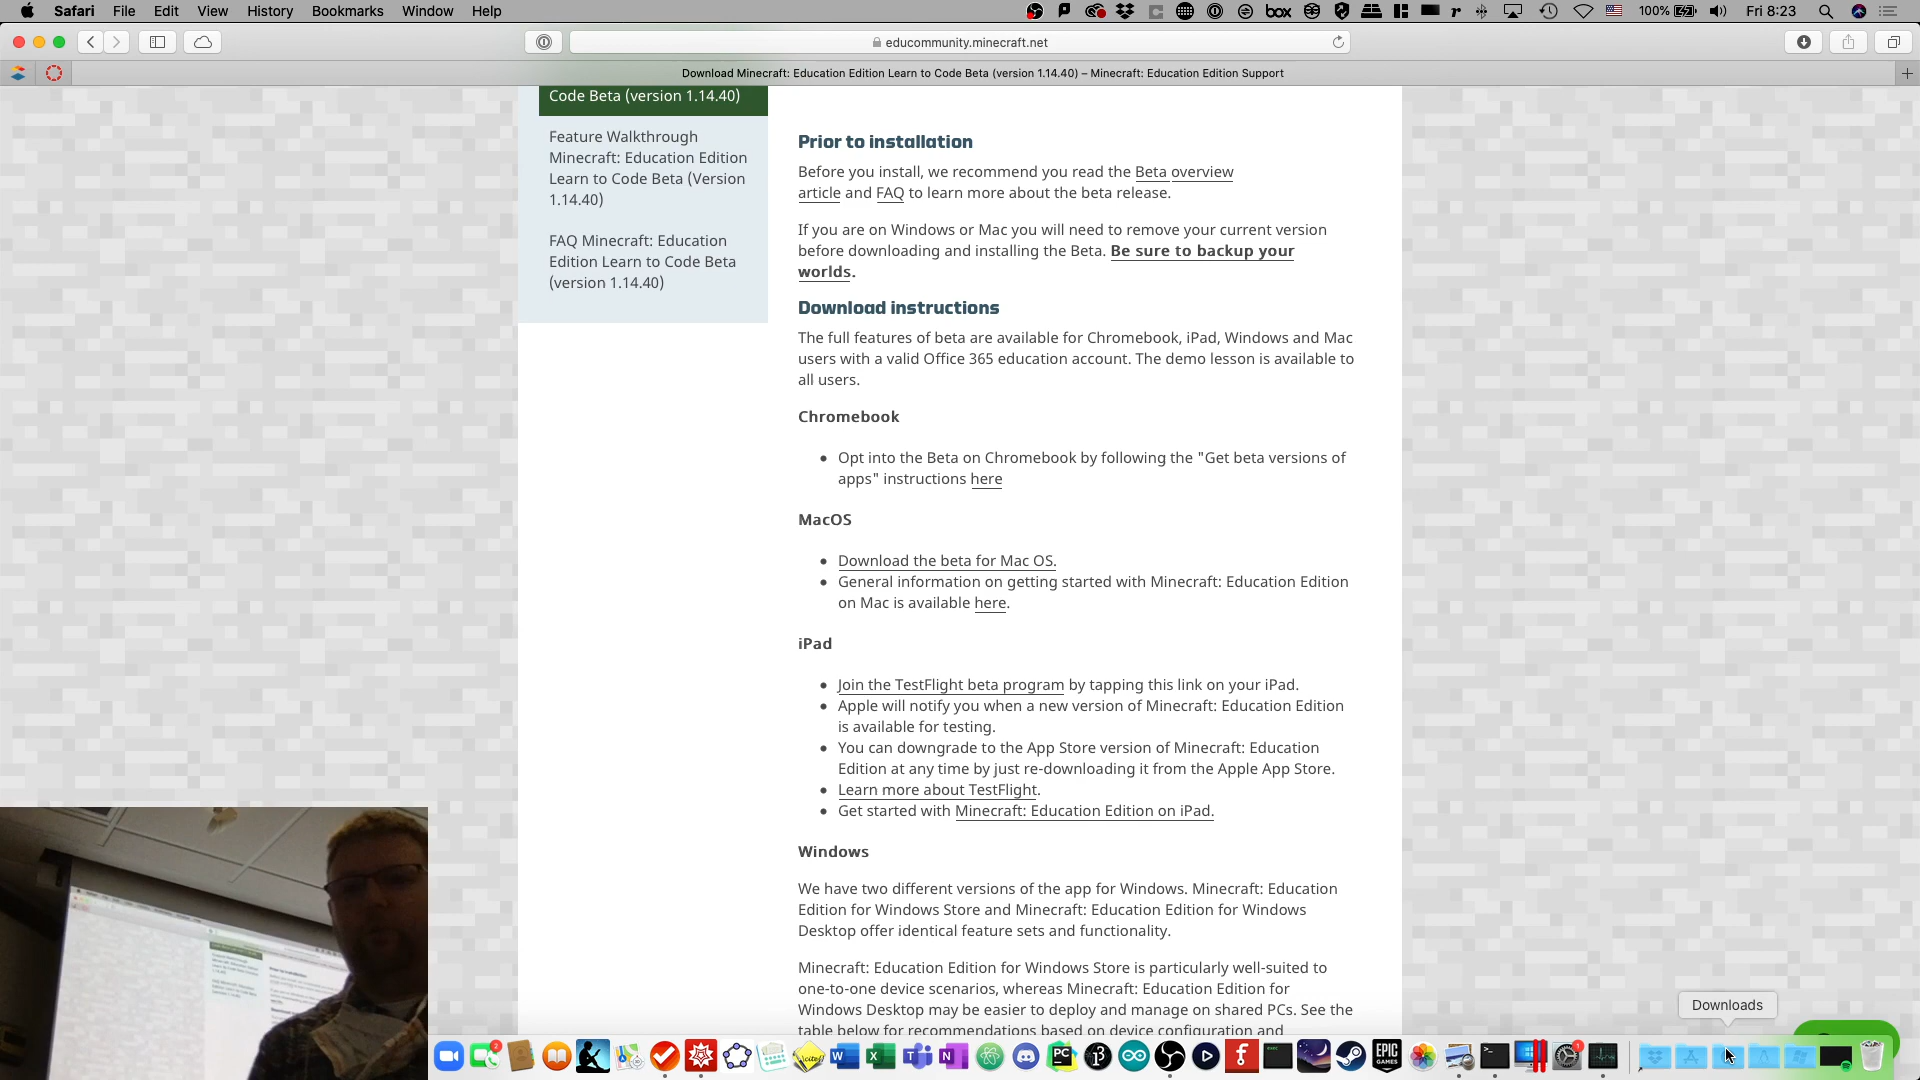 Safari File Edit View History Bookmarks Window Help
box
100%
Fri 8:23
educommunity.minecraft.net
Download Minecraft: Education Edition Learn to Code Beta (version 1.14.40) – Minecraft: Education Edition Support
Code Beta (version 1.14.40)
Feature Walkthrough
Minecraft: Education Edition
Learn to Code Beta (Version
1.14.40)
FAQ Minecraft: Education
Edition Learn to Code Beta
(version 1.14.40)
Prior to installation
Before you install, we recommend you read the Beta overview
article and FAQ to learn more about the beta release.
If you are on Windows or Mac you will need to remove your current version
before downloading and installing the Beta. Be sure to backup your
worlds.
Download instructions
The full features of beta are available for Chromebook, iPad, Windows and Mac
users with a valid Office 365 education account. The demo lesson is available to
all users.
Chromebook
Opt into the Beta on Chromebook by following the "Get beta versions of
apps" instructions here
MacOS
Download the beta for Mac OS.
General information on getting started with Minecraft: Education Edition
on Mac is available here.
iPad
Join the TestFlight beta program by tapping this link on your iPad.
Apple will notify you when a new version of Minecraft: Education Edition
is available for testing.
You can downgrade to the App Store version of Minecraft: Education
Edition at any time by just re-downloading it from the Apple App Store.
Learn more about TestFlight.
Get started with Minecraft: Education Edition on iPad.
Windows
We have two different versions of the app for Windows. Minecraft: Education
Edition for Windows Store and Minecraft: Education Edition for Windows
Desktop offer identical feature sets and functionality.
Minecraft: Education Edition for Windows Store is particularly well-suited to
one-to-one device scenarios, whereas Minecraft: Education Edition for
Windows Desktop may be easier to deploy and manage on shared PCs. See the
table below for recommendations based on device configuration and
Downloads